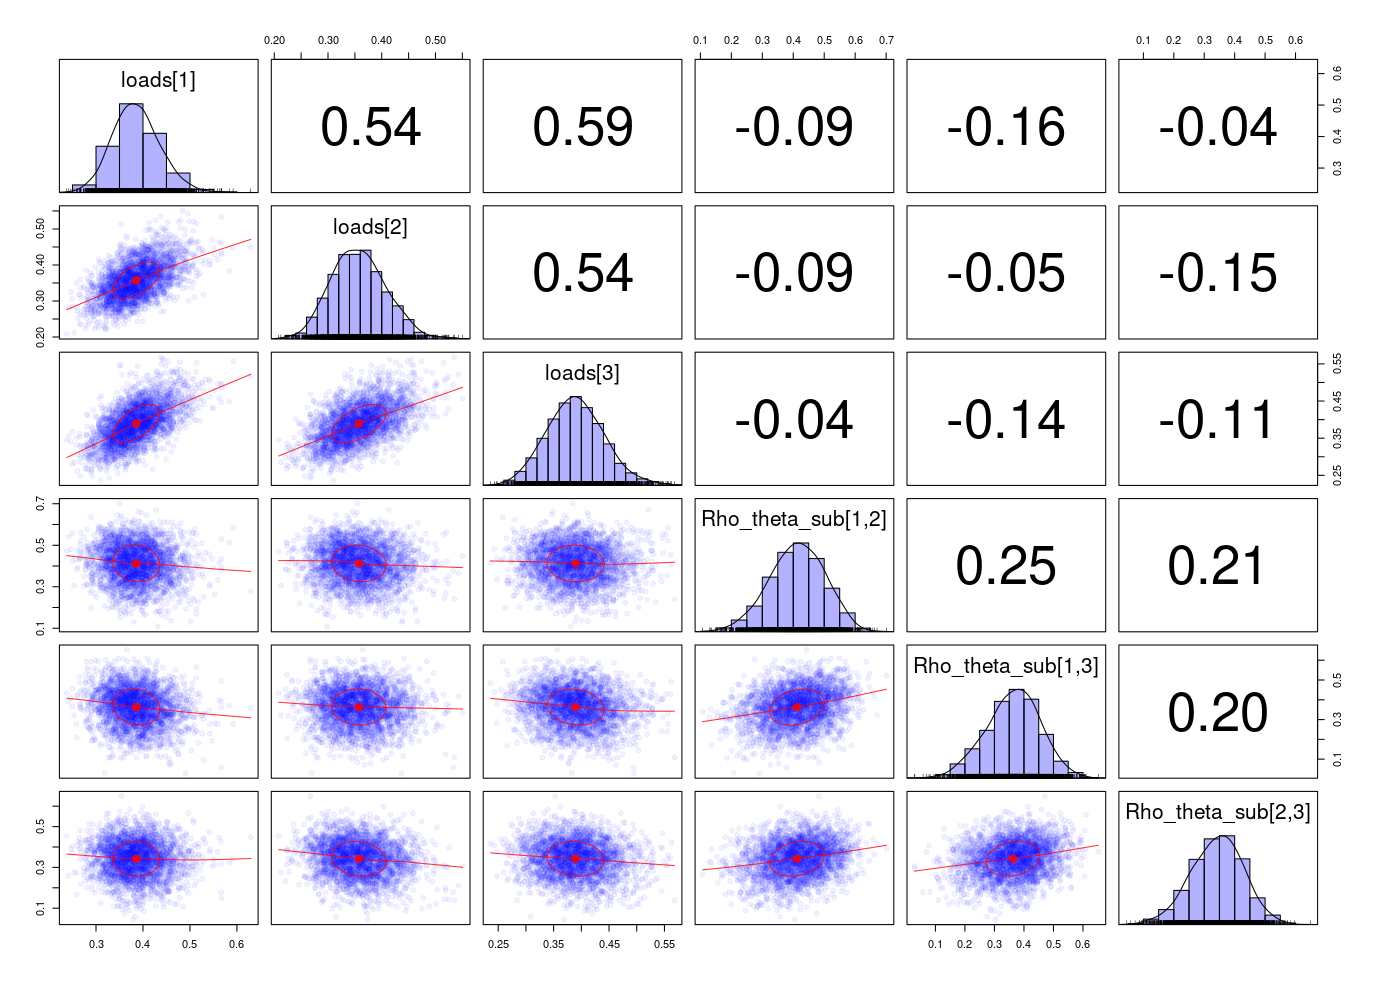 0.20 0.30 0.40 0.50 0.1 0.2 0.3 0.4 0.5 0.6 0.7 0.1 0.2 0.3 0.4 0.5 0.6
loads[1] 0.54 0.59 -0.09 -0.16 -0.04 0.3 0.4 0.5 0.6
0.20 0.30 0.40 0.50 loads[2] 0.54 -0.09 -0.05 -0.15
loads[3] -0.04 -0.14 -0.11 0.25 0.35 0.45 0.55
0.1 0.3 0.5 0.7 Rho_theta_sub[1,2] 0.25 0.21
Rho_theta_sub[1,3] 0.20 0.1 0.3 0.5
0.1 0.3 0.5 Rho_theta_sub[2,3]
0.3 0.4 0.5 0.6 0.25 0.35 0.45 0.55 0.1 0.2 0.3 0.4 0.5 0.6